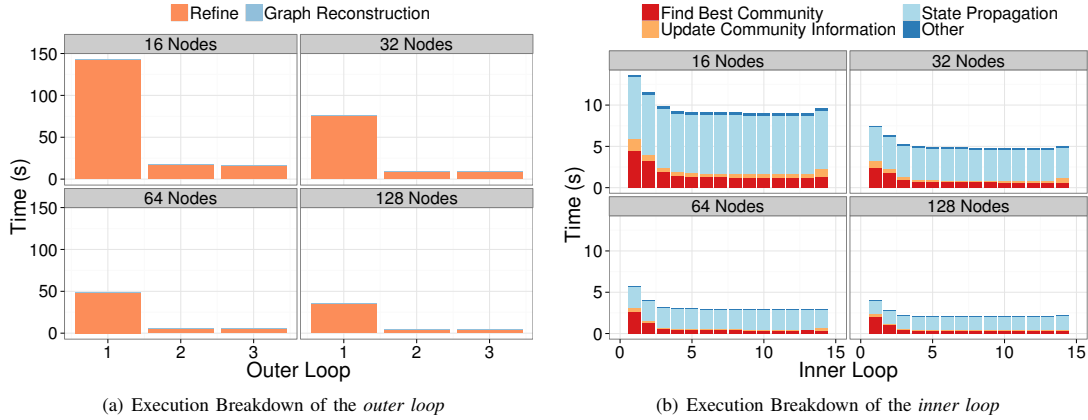 Refine Graph Reconstruction
16 Nodes 32 Nodes
150
100
50
0
64 Nodes 128 Nodes
150
100
50
0
Time (s)
1 2 3 1 2 3
Outer Loop
(a) Execution Breakdown of the outer loop
Find Best Community State Propagation
Update Community Information Other
16 Nodes 32 Nodes
10
5
0
64 Nodes 128 Nodes
10
5
0
Time (s)
0 5 10 15 0 5 10 15
Inner Loop
(b) Execution Breakdown of the inner loop